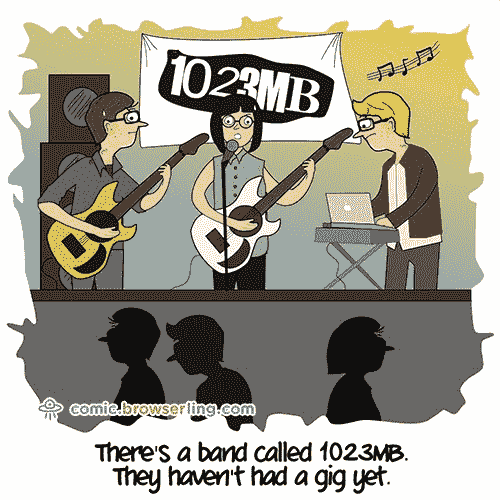 1023MB
comic.browserling.com
There's a band called 1023MB.
They haven't had a gig yet.